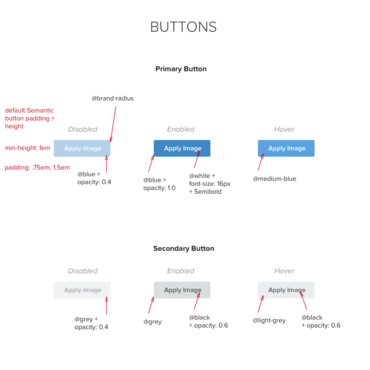 BUTTONS
Primary Button
@brand-radius
default Semantic
button padding +
height
Disabled
Enabled
Hover
min-height: 1em
Apply Image
Apply Image
Apply Image
padding: .75em, 1.5em
@blue +
opacity: 0.4
@blue +
opacity: 1.0
@white +
font-size: 16px
+ Semibold
@medium-blue
Secondary Button
Disabled
Enabled
Hover
Apply Image
Apply Image
Apply Image
@grey +
opacity: 0.4
@grey
@black
+ opacity: 0.6
@light-grey
@black
+ opacity: 0.6